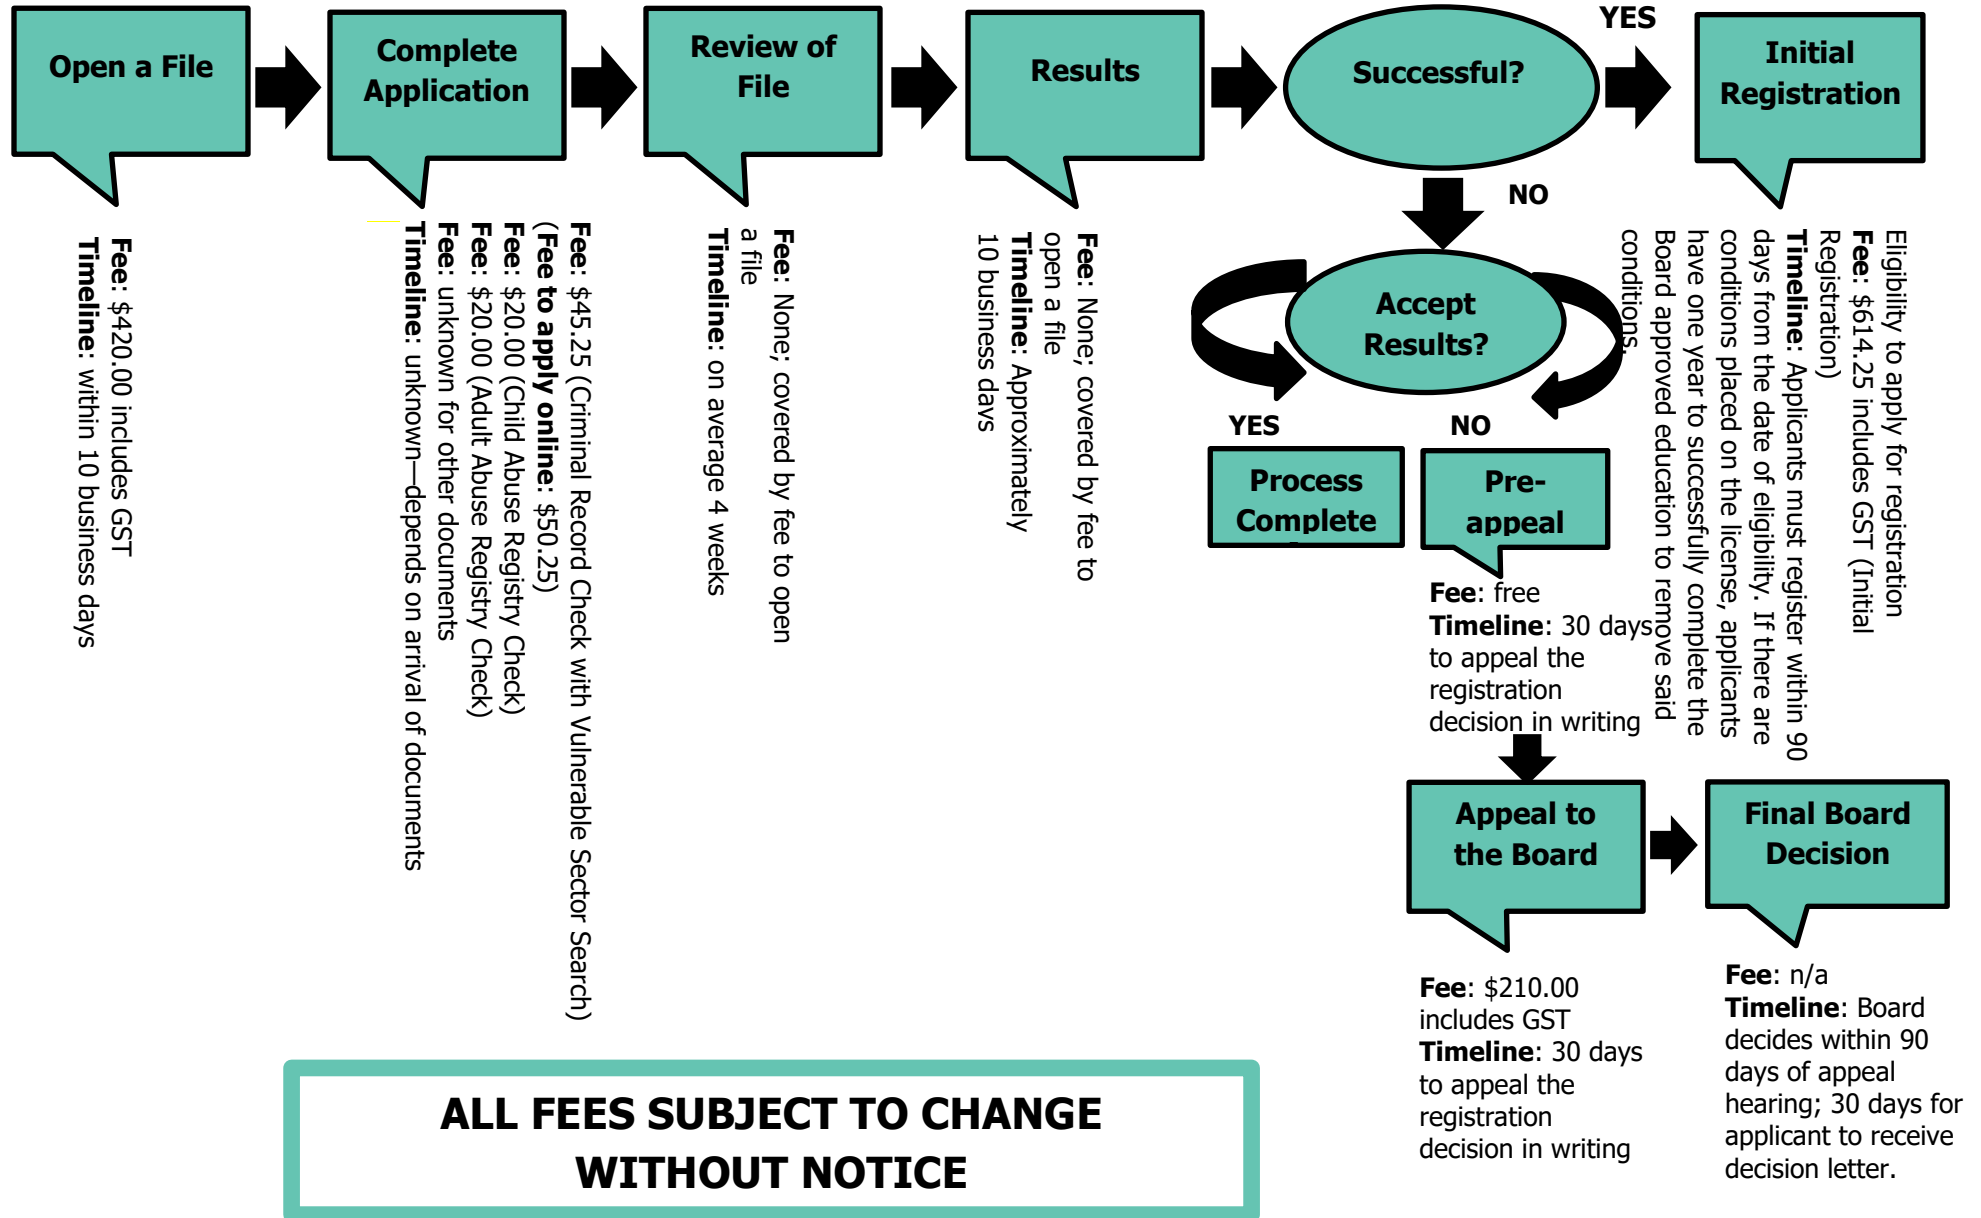 Open a File
Fee: $420.00 includes GST
Timeline: within 10 business days
Complete
Application
Fee: $45.25 (Criminal Record Check with Vulnerable Sector Search)
(Fee to apply online: $50.25)
Fee: $20.00 (Child Abuse Registry Check)
Fee: $20.00 (Adult Abuse Registry Check)
Fee: unknown for other documents
Timeline: unknown—depends on arrival of documents
Review of
File
Fee: None; covered by fee to open
a file
Timeline: on average 4 weeks
Results
Fee: None; covered by fee to
open a file
Timeline: Approximately
10 business days
Successful?
YES
Initial
Registration
Eligibility to apply for registration
Fee: $614.25 includes GST (Initial
Registration)
Timeline: Applicants must register within 90
days from the date of eligibility. If there are
conditions placed on the license, applicants
have one year to successfully complete the
Board approved education to remove said
conditions.
NO
Accept
Results?
YES
Process
Complete
NO
Pre-
appeal
Fee: free
Timeline: 30 days
to appeal the
registration
decision in writing
Appeal to
the Board
Fee: $210.00
includes GST
Timeline: 30 days
to appeal the
registration
decision in writing
Final Board
Decision
Fee: n/a
Timeline: Board
decides within 90
days of appeal
hearing; 30 days for
applicant to receive
decision letter.
ALL FEES SUBJECT TO CHANGE
WITHOUT NOTICE